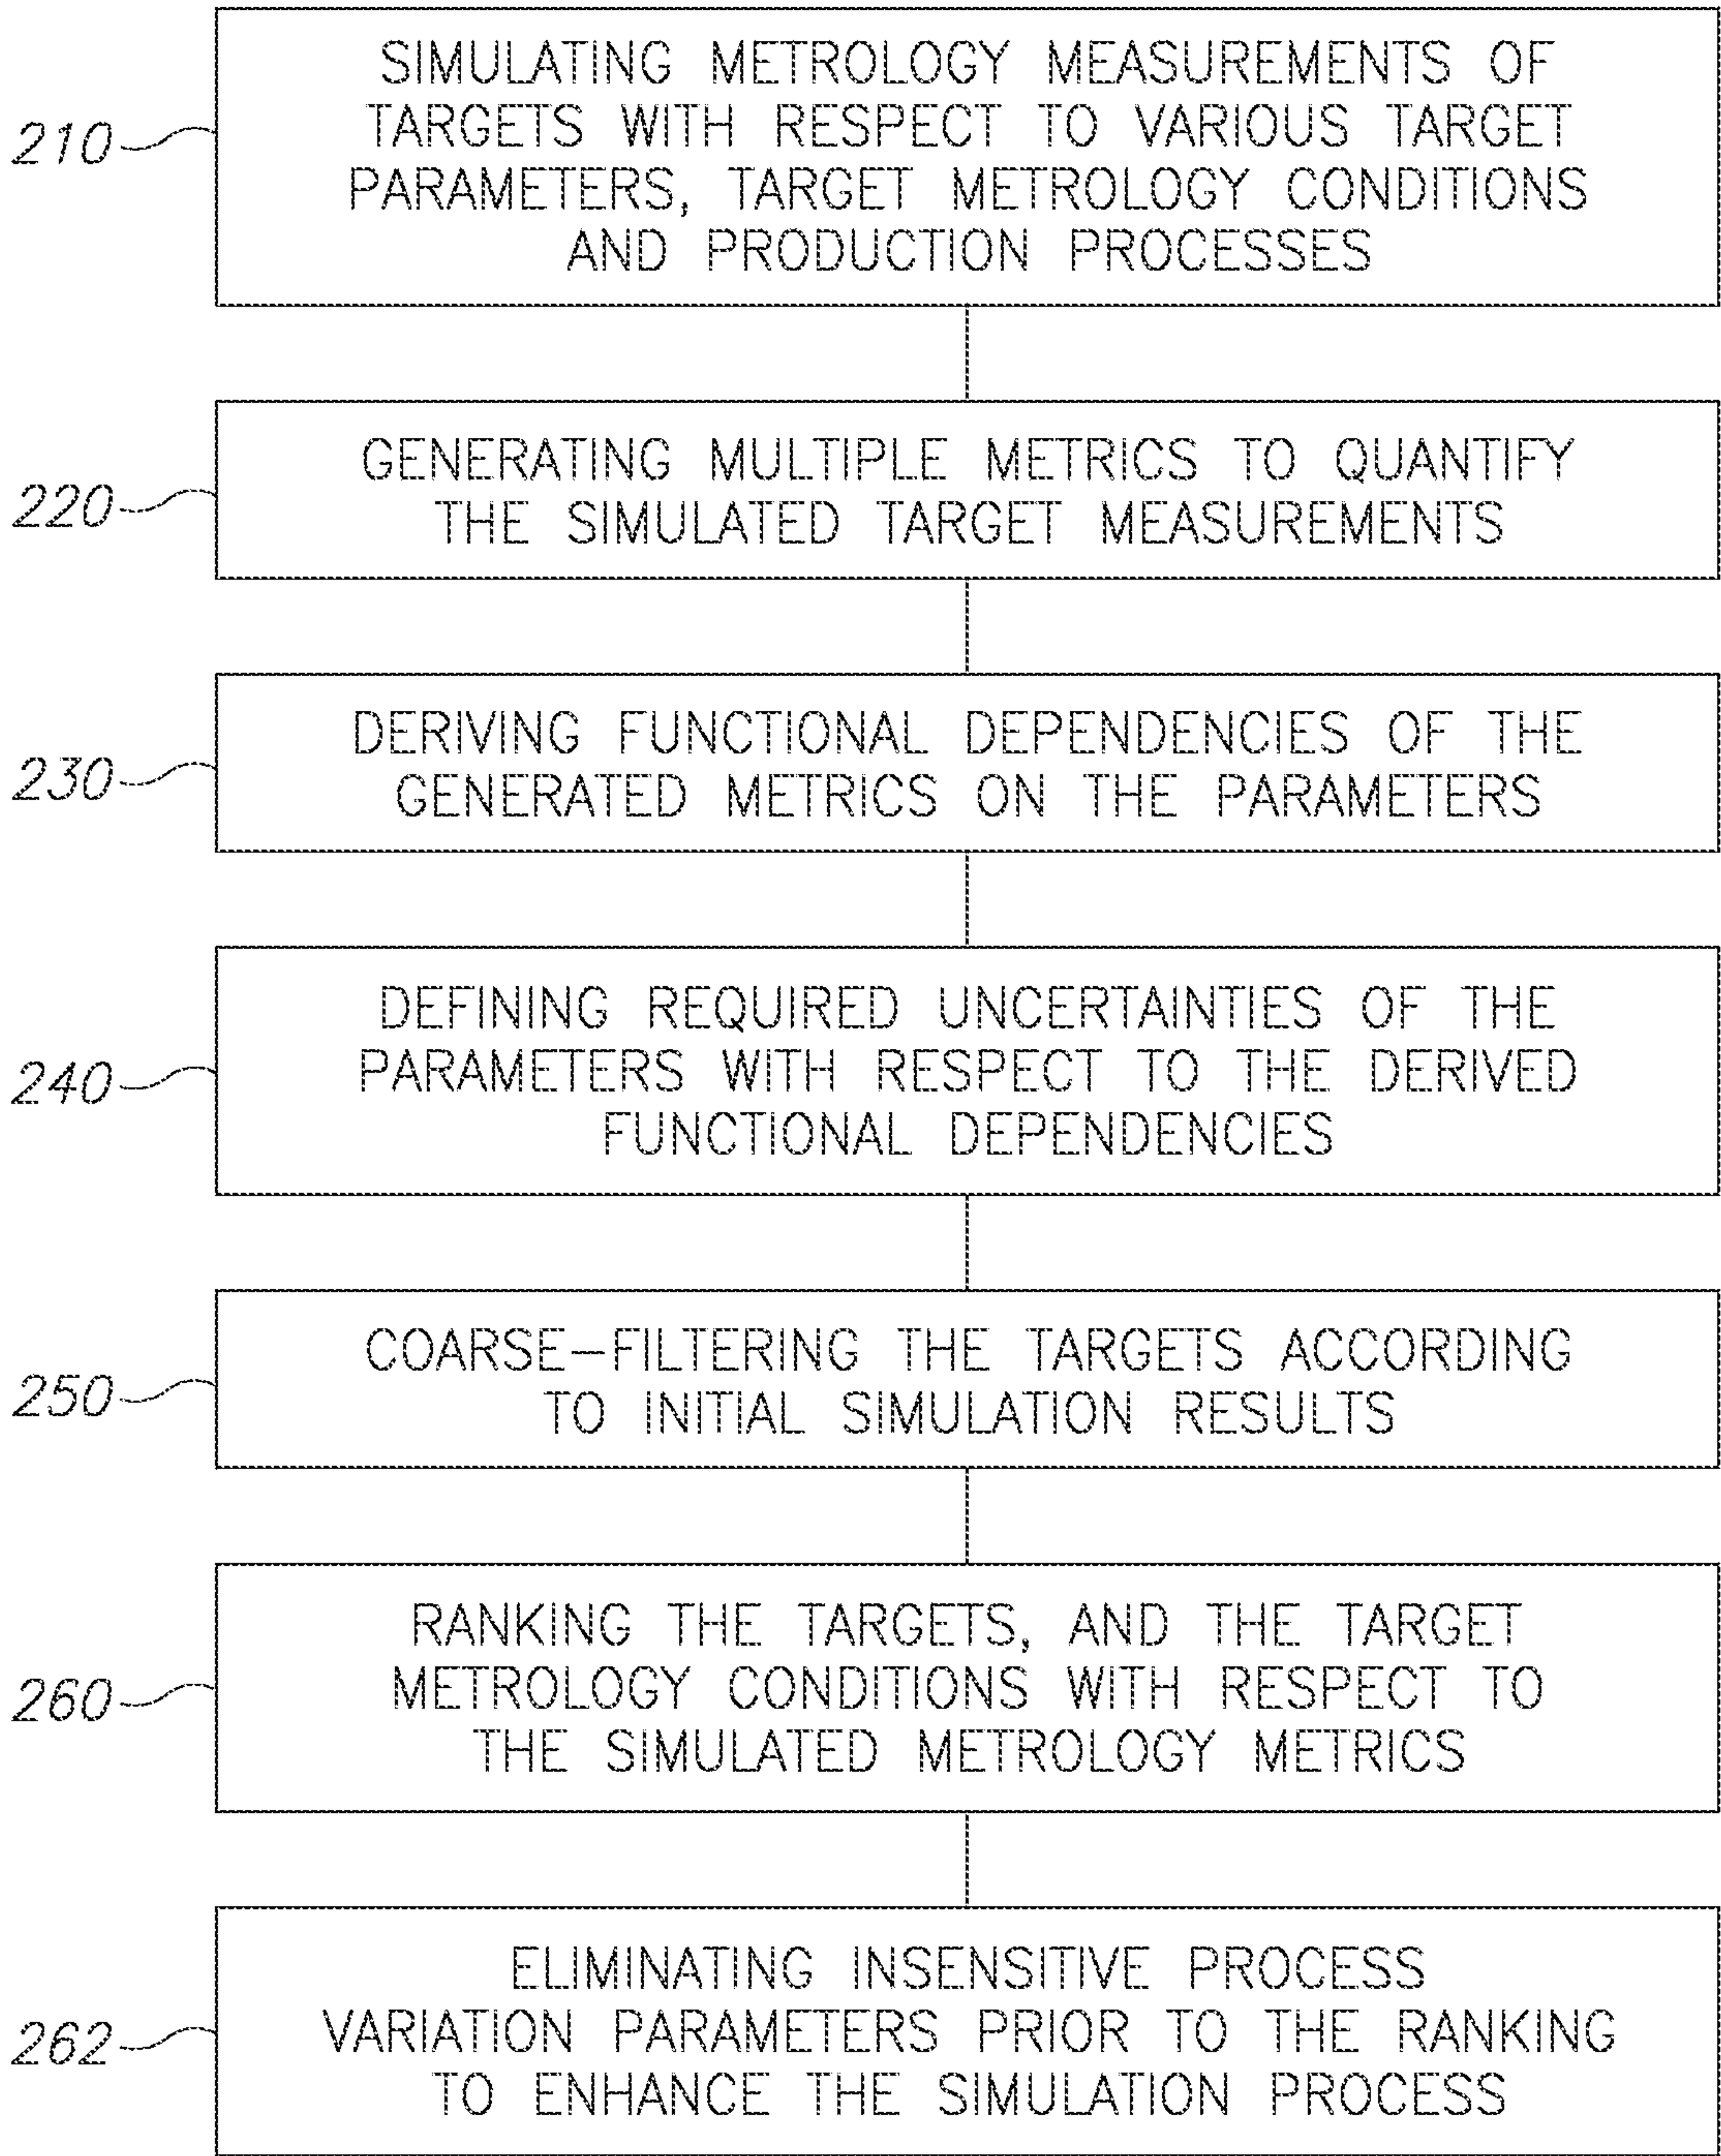 210
SIMULATING METROLOGY MEASUREMENTS OF
TARGETS WITH RESPECT TO VARIOUS TARGET
PARAMETERS, TARGET METROLOGY CONDITIONS
AND PRODUCTION PROCESSES
220
GENERATING MULTIPLE METRICS TO QUANTIFY
THE SIMULATED TARGET MEASUREMENTS
230
DERIVING FUNCTIONAL DEPENDENCIES OF THE
GENERATED METRICS ON THE PARAMETERS
240
DEFINING REQUIRED UNCERTAINTIES OF THE
PARAMETERS WITH RESPECT TO THE DERIVED
FUNCTIONAL DEPENDENCIES
250
COARSE–FILTERING THE TARGETS ACCORDING
TO INITIAL SIMULATION RESULTS
260
RANKING THE TARGETS, AND THE TARGET
METROLOGY CONDITIONS WITH RESPECT TO
THE SIMULATED METROLOGY METRICS
262
ELIMINATING INSENSITIVE PROCESS
VARIATION PARAMETERS PRIOR TO THE RANKING
TO ENHANCE THE SIMULATION PROCESS